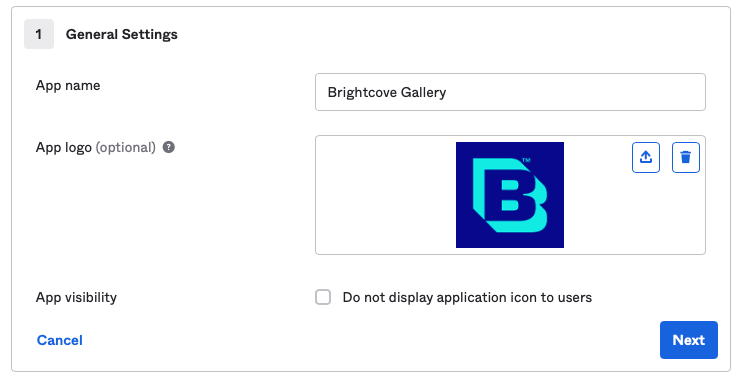 1 General Settings
App name
Brightcove Gallery
App logo (optional) ?
B™
App visibility
Do not display application icon to users
Cancel
Next